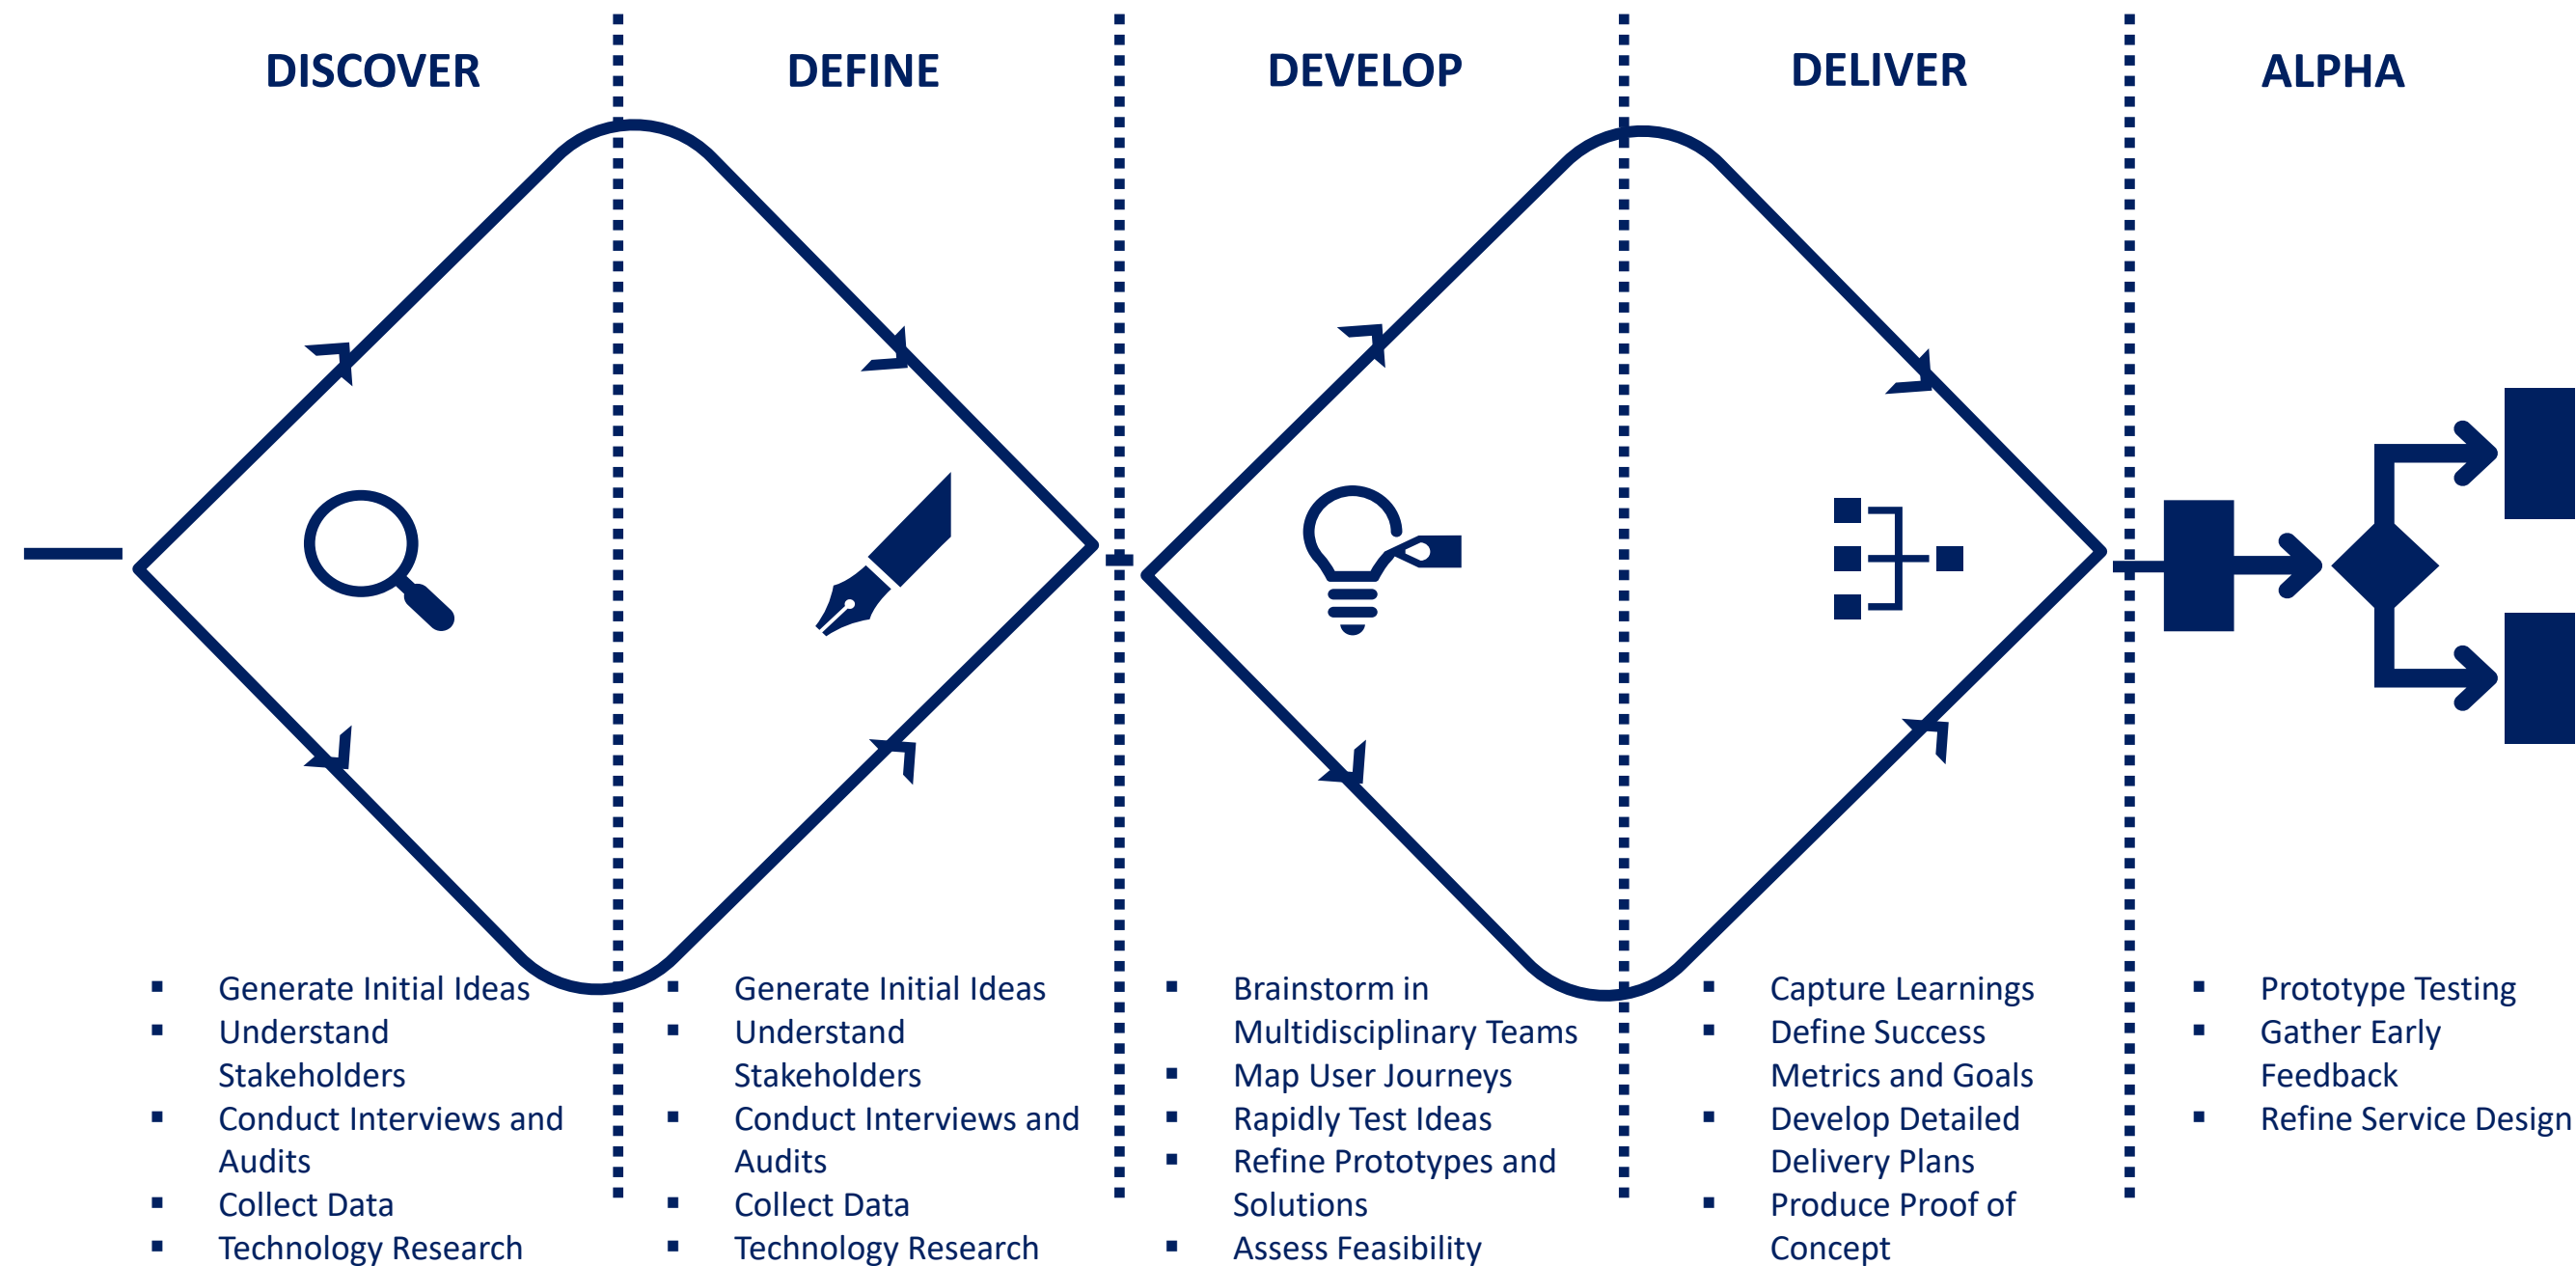 DISCOVER
DEFINE
DEVELOP
DELIVER
ALPHA
▪ Generate Initial Ideas
▪ Understand
Stakeholders
▪ Conduct Interviews and
Audits
▪ Collect Data
▪ Technology Research
▪ Generate Initial Ideas
▪ Understand
Stakeholders
▪ Conduct Interviews and
Audits
▪ Collect Data
▪ Technology Research
▪ Brainstorm in
Multidisciplinary Teams
▪ Map User Journeys
▪ Rapidly Test Ideas
▪ Refine Prototypes and
Solutions
▪ Assess Feasibility
▪ Capture Learnings
▪ Define Success
Metrics and Goals
▪ Develop Detailed
Delivery Plans
▪ Produce Proof of
Concept
▪ Prototype Testing
▪ Gather Early
Feedback
▪ Refine Service Design